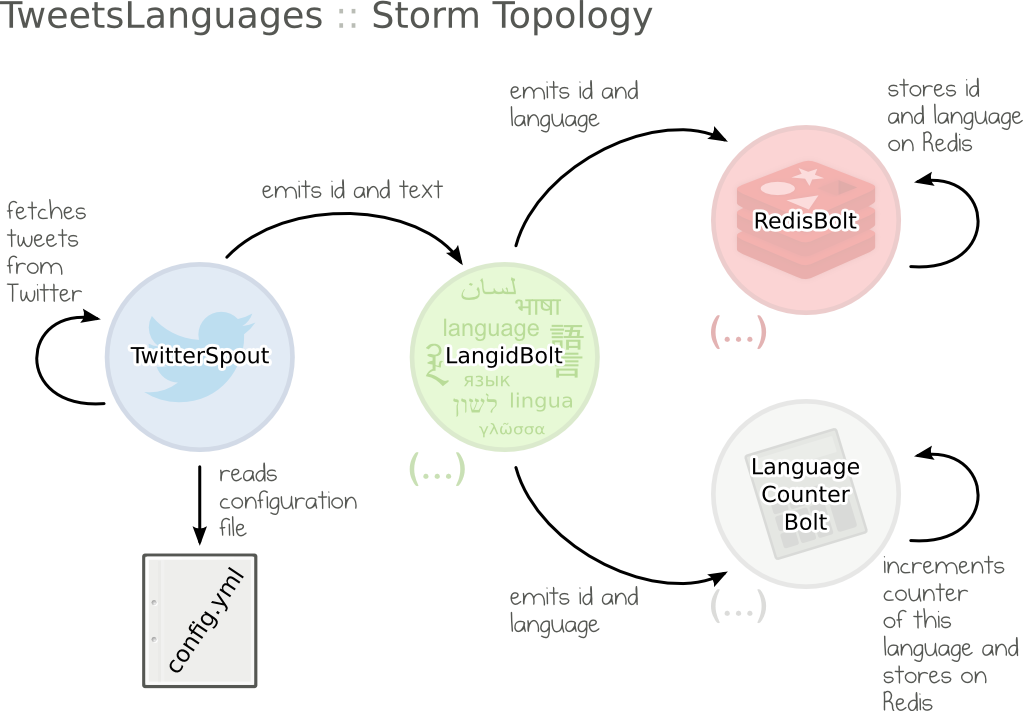 TweetsLanguages :: Storm Topology
emits id and
language
stores id
and language
on Redis
emits id and text
fetches
tweets
from
Twitter
RedisBolt
لسان
भाषा
language
語
言
TwitterSpout
LangidBolt
язык
לשון
lingua
γλῶσσα
(...)
(...)
reads
configuration
file
Language
Counter
Bolt
config.yml
emits id and
language
(...)
increments
counter
of this
language and
stores on
Redis